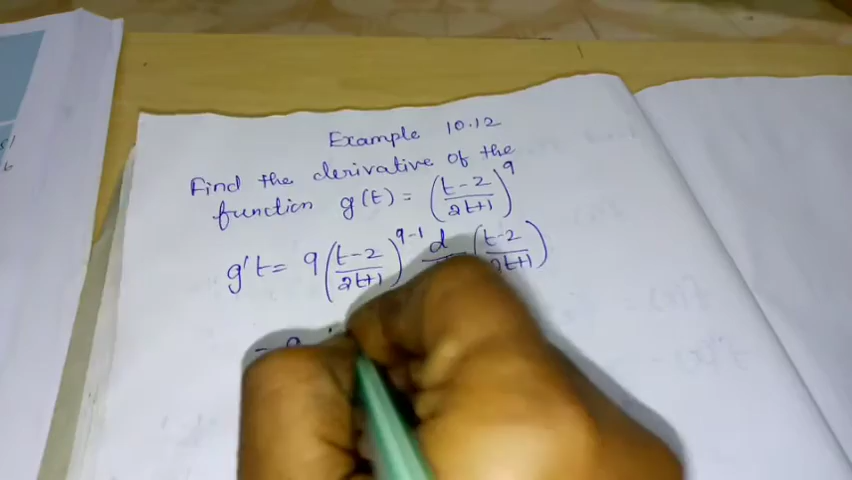 Example 10.12
Find the derivative of the
function g(t) = ((t-2)/(2t+1))^9
g't = 9((t-2)/(2t+1))^(9-1) d ((t-2)/(2t+1))
= 9